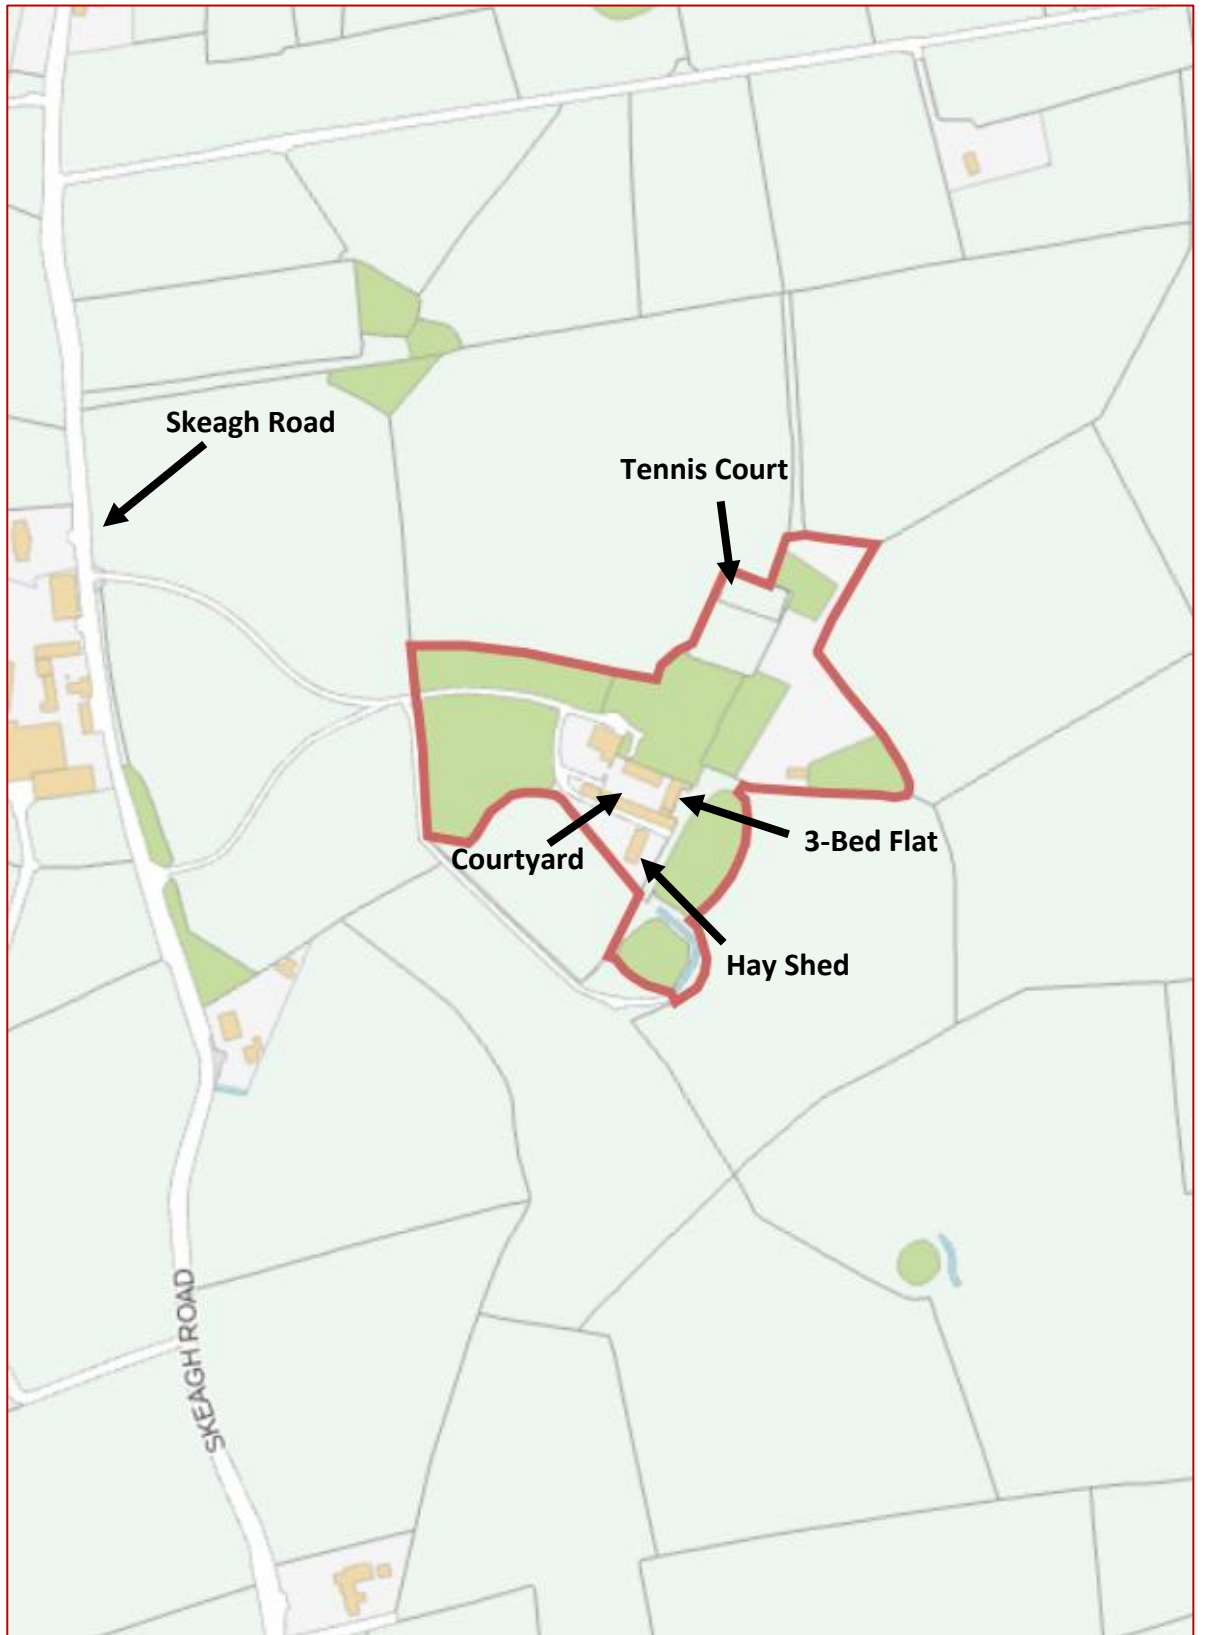 Skeagh Road
Tennis Court
3-Bed Flat
Courtyard
Hay Shed
SKEAGH ROAD